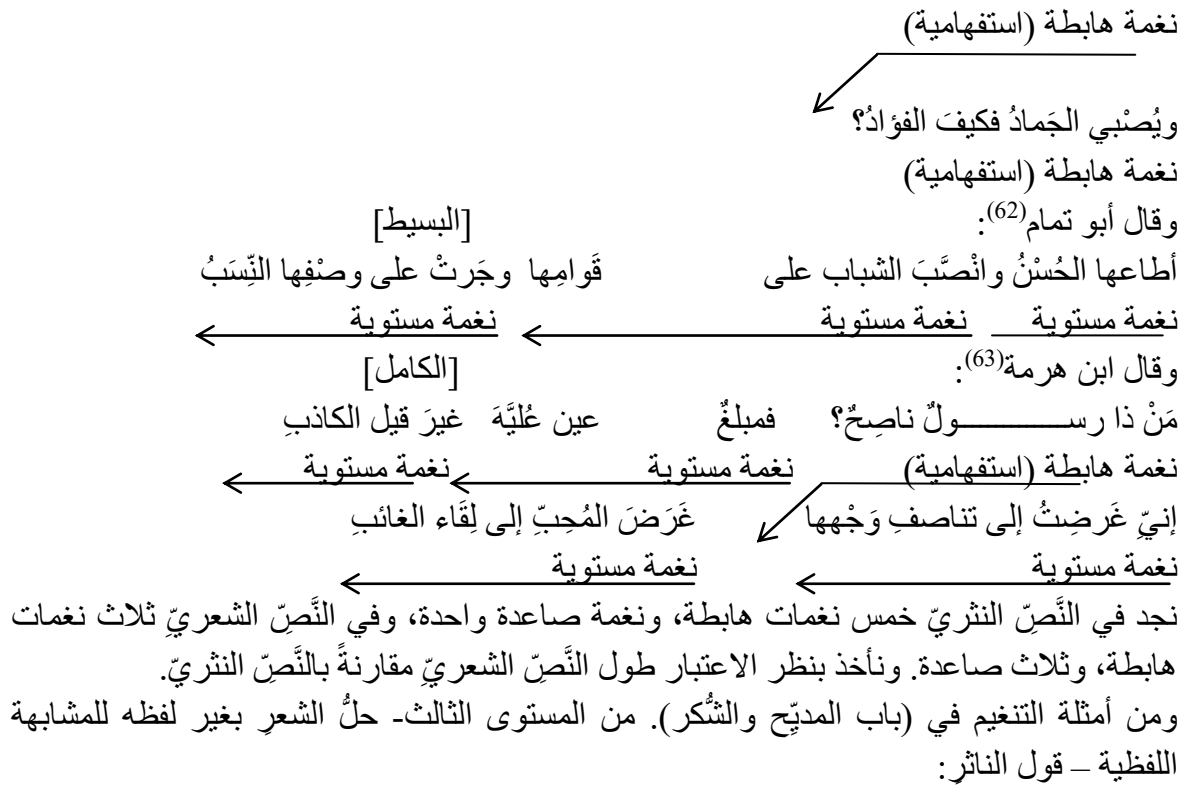 نغمة هابطة (استفهامية)
ويُصْبي الجَمادُ فكيفَ الفؤادُ؟
نغمة هابطة (استفهامية)
وقال أبو تمام(62): [البسيط]
أطاعها الحُسْنُ وانْصَّبَ الشباب على قَوامِها وجَرتْ على وصْفِها النِّسَبُ
نغمة مستوية نغمة مستوية نغمة مستوية
وقال ابن هرمة(63): [الكامل]
مَنْ ذا رســـــــــولٌ ناصِحٌ؟ فمبلغٌ عين عُليَّهَ غيرَ قيل الكاذبِ
نغمة هابطة (استفهامية) نغمة مستوية نغمة مستوية
إنيِّ غَرضِتُ إلى تناصفِ وَجْهها غَرَضَ المُحِبِّ إلى لِقَاء الغائبِ
نغمة مستوية نغمة مستوية
نجد في النَّصِّ النثريّ خمس نغمات هابطة، ونغمة صاعدة واحدة، وفي النَّصِّ الشعريِّ ثلاث نغمات
هابطة، وثلاث صاعدة. ونأخذ بنظر الاعتبار طول النَّصِّ الشعريِّ مقارنةً بالنَّصِّ النثريّ.
ومن أمثلة التنغيم في (باب المديِّح والشُّكر). من المستوى الثالث- حلُّ الشعرِ بغير لفظه للمشابهة
اللفظية – قول الناثرِ: